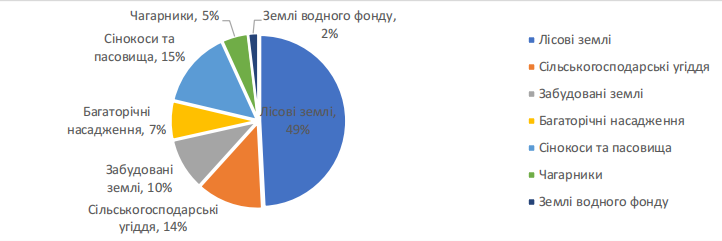 Чагарники, 5%
Землі водного фонду,
2%
Сінокоси та
пасовища, 15%
Багаторічні
насадження, 7%
Лісові землі,
49%
Забудовані
землі, 10%
Сільськогосподарські
угіддя, 14%
Лісові землі
Сільськогосподарські угіддя
Забудовані землі
Багаторічні насадження
Сінокоси та пасовища
Чагарники
Землі водного фонду